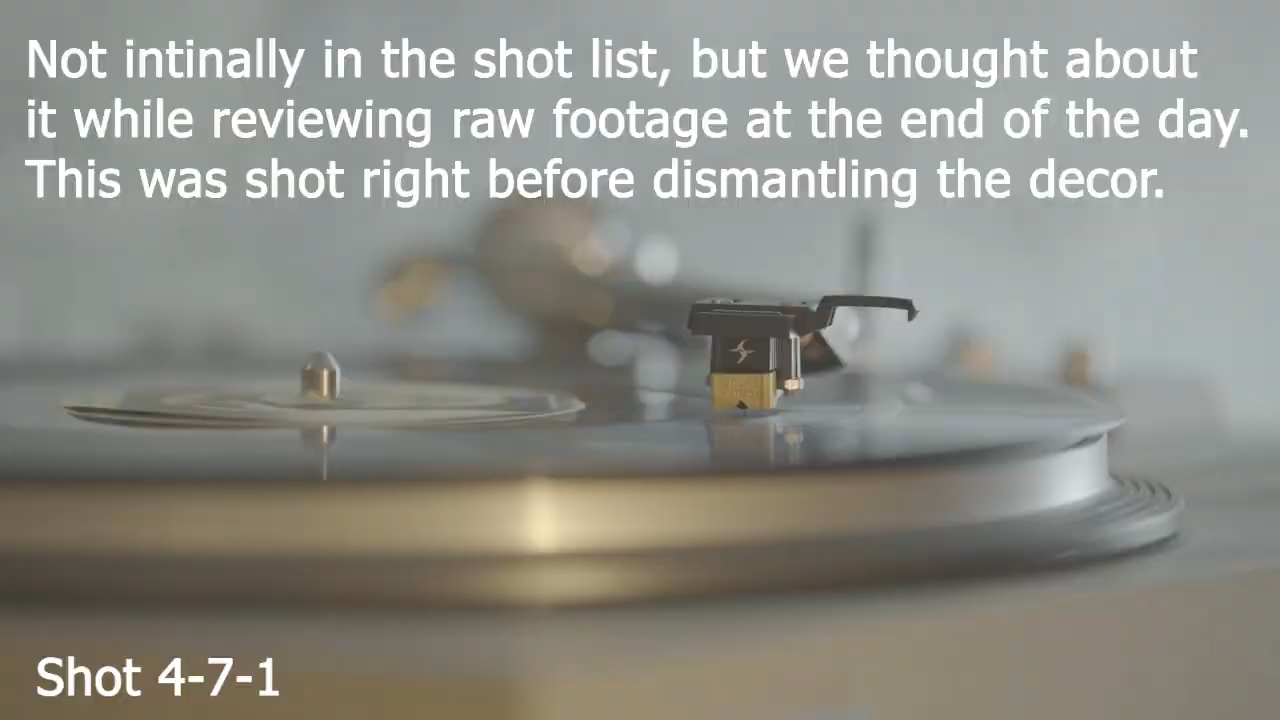 Not intinally in the shot list, but we thought about
it while reviewing raw footage at the end of the day.
This was shot right before dismantling the decor.
Shot 4-7-1